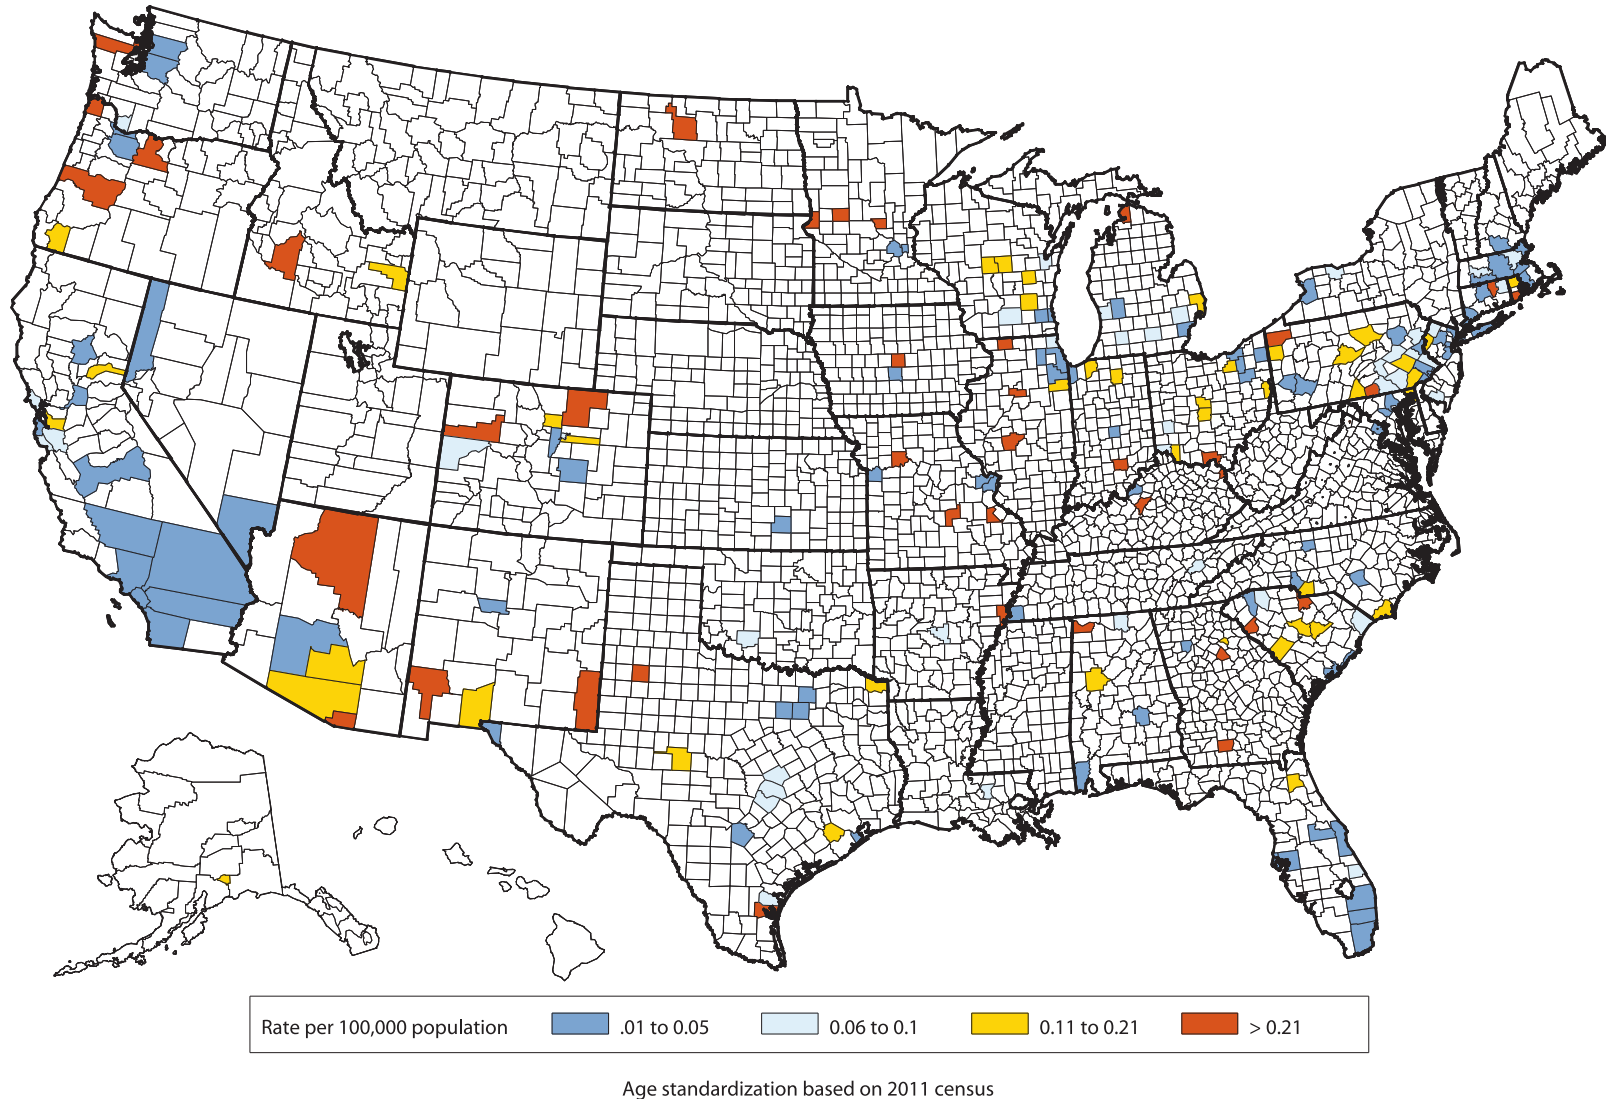 Rate per 100,000 population .01 to 0.05 0.06 to 0.1 0.11 to 0.21 > 0.21
Age standardization based on 2011 census